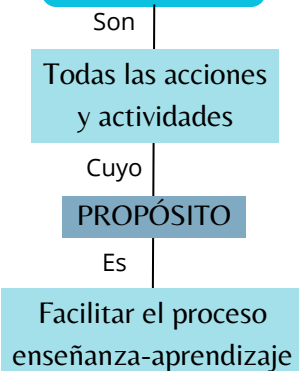 Son
Todas las acciones
y actividades
Cuyo
PROPÓSITO
Es
Facilitar el proceso
enseñanza-aprendizaje